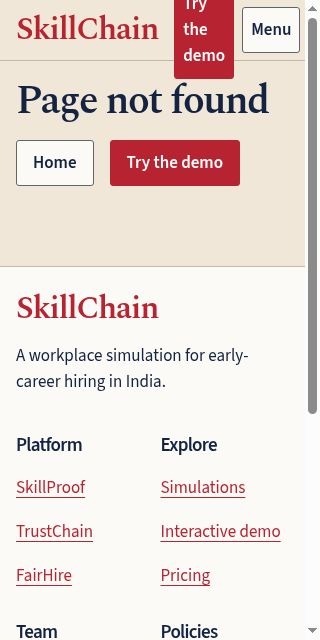 SkillChain
Try
the
demo
Menu
Page not found
Home
Try the demo
SkillChain
A workplace simulation for early-
career hiring in India.
Platform
Explore
SkillProof
Simulations
TrustChain
Interactive demo
FairHire
Pricing
Team
Policies